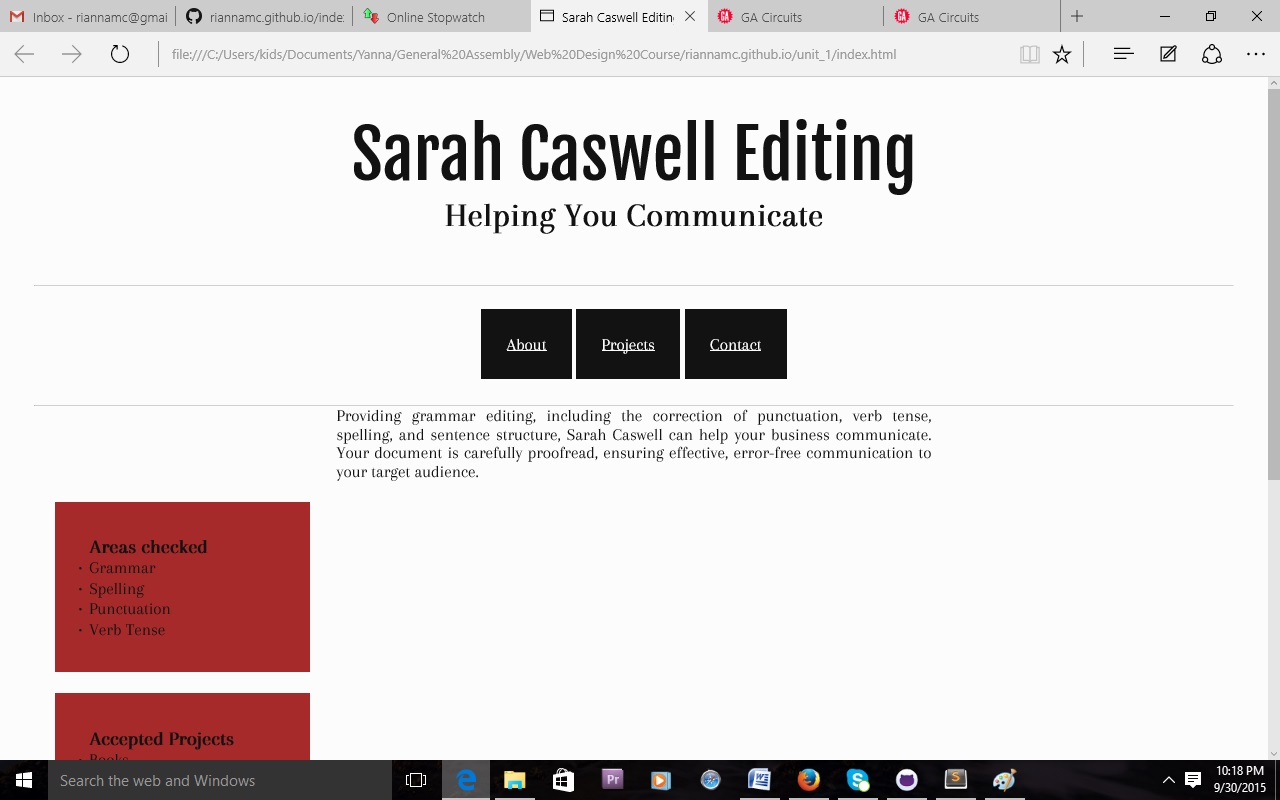 Inbox - riannamc@gmai
riannamc.github.io/inde
Online Stopwatch
Sarah Caswell Editin
GA Circuits
GA Circuits
file:///C:/Users/kids/Documents/Yanna/General%20Assembly/Web%20Design%20Course/riannamc.github.io/unit_1/index.html
Sarah Caswell Editing
Helping You Communicate
About Projects Contact
Providing grammar editing, including the correction of punctuation, verb tense,
spelling, and sentence structure, Sarah Caswell can help your business communicate.
Your document is carefully proofread, ensuring effective, error-free communication to
your target audience.
Areas checked
• Grammar
• Spelling
• Punctuation
• Verb Tense
Accepted Projects
• Books
Search the web and Windows
Pr
W
S
S
10:18 PM
9/30/2015